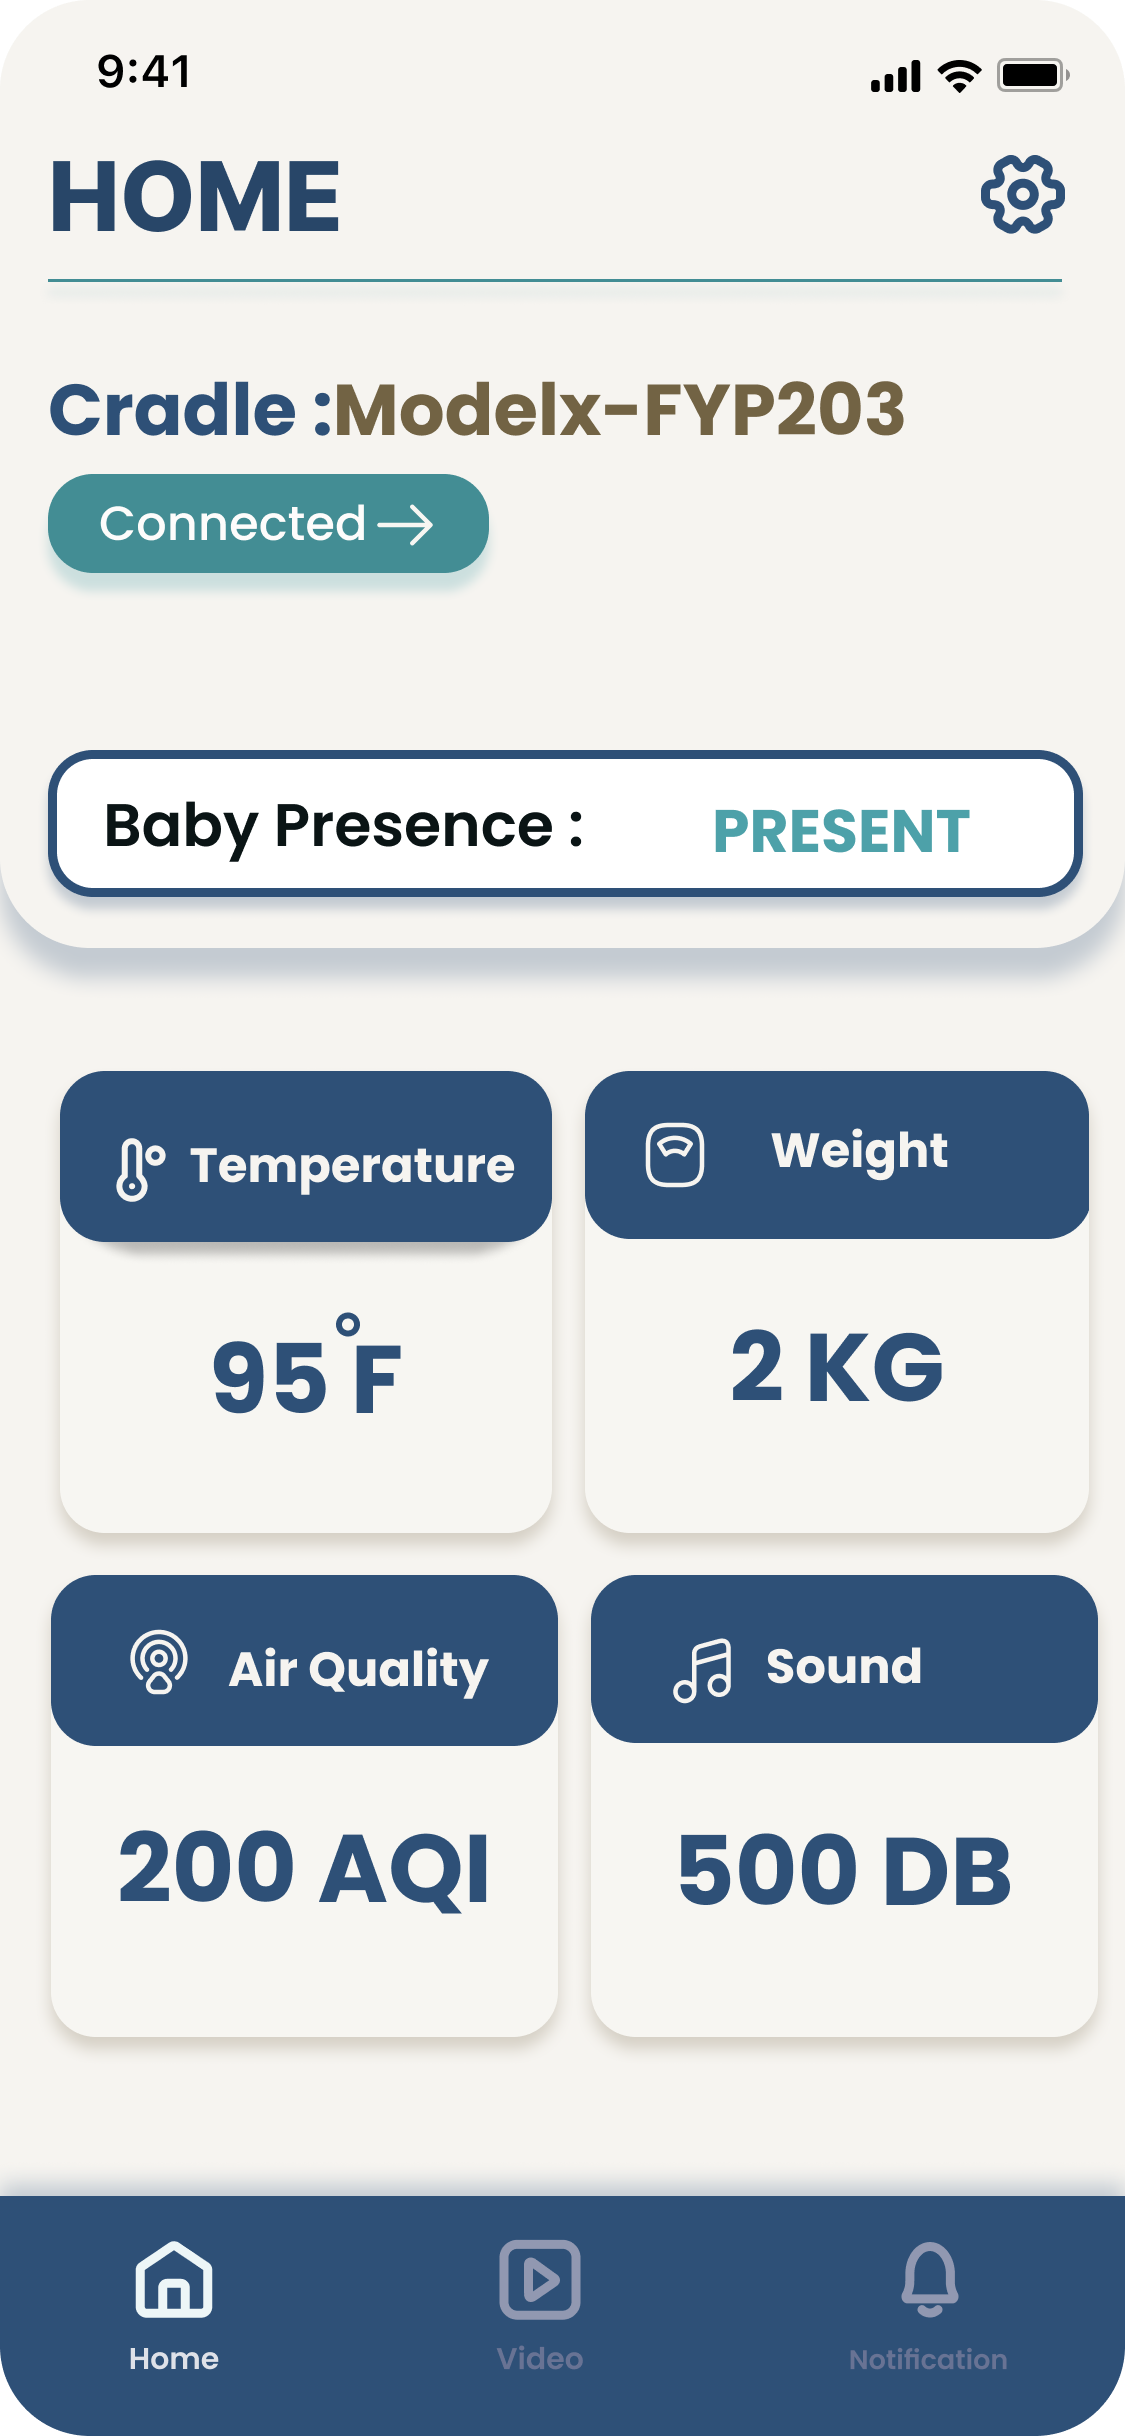 9:41
HOME
Cradle :Modelx-FYP203
Connected →
Baby Presence : PRESENT
Temperature
Weight
95°F
2 KG
Air Quality
Sound
200 AQI
500 DB
Home
Video
Notification